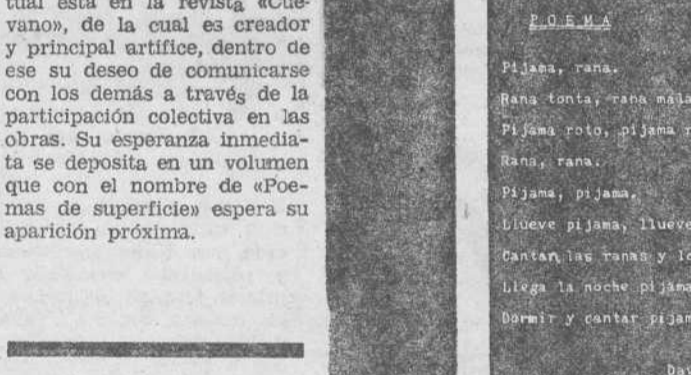 tual está en la revista «Cué-
vano», de la cual es creador
y principal artífice, dentro de
ese su deseo de comunicarse
con los demás a través de la
participación colectiva en las
obras. Su esperanza inmedia-
ta se deposita en un volumen
que con el nombre de «Poe-
mas de superficie» espera su
aparición próxima.
POEMA
Pijama, rana.
Rana tonta, rana mala
Pijama roto, pijama
Rana, rana.
Pijama, pijama.
Llueve pijama, llueve
Cantan las ranas y
Llega la noche pijama
Dormir y cantar